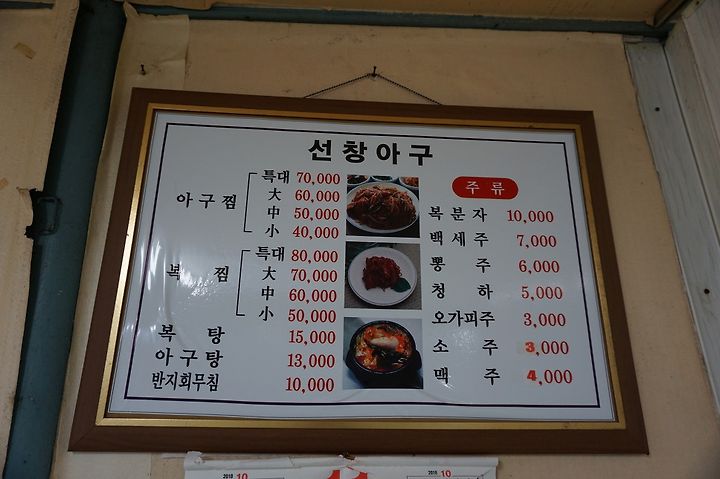 선창아구
아구찜
특대 70,000
大 60,000
中 50,000
小 40,000
복 찜
특대 80,000
大 70,000
中 60,000
小 50,000
복 탕 15,000
아구탕 13,000
반지회무침 10,000
주류
복분자 10,000
백세주 7,000
뽕 주 6,000
청 하 5,000
오가피주 3,000
소 주 3,000
맥 주 4,000
10
11
10